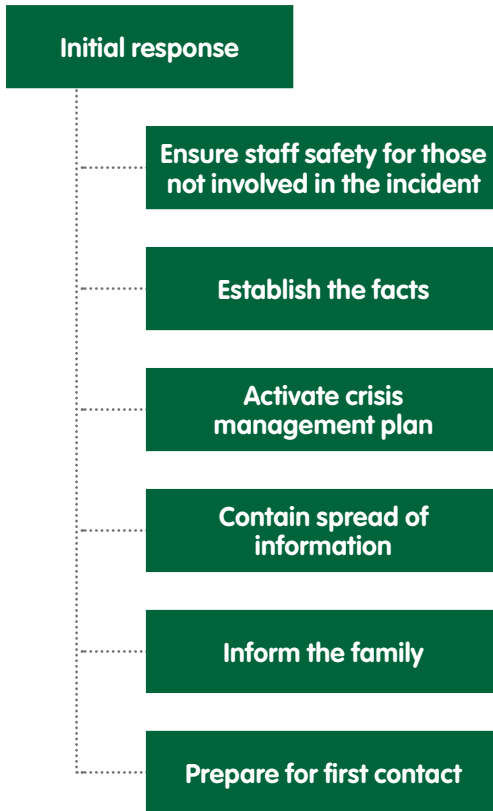 Initial response
Ensure staff safety for those
not involved in the incident
Establish the facts
Activate crisis
management plan
Contain spread of
information
Inform the family
Prepare for first contact